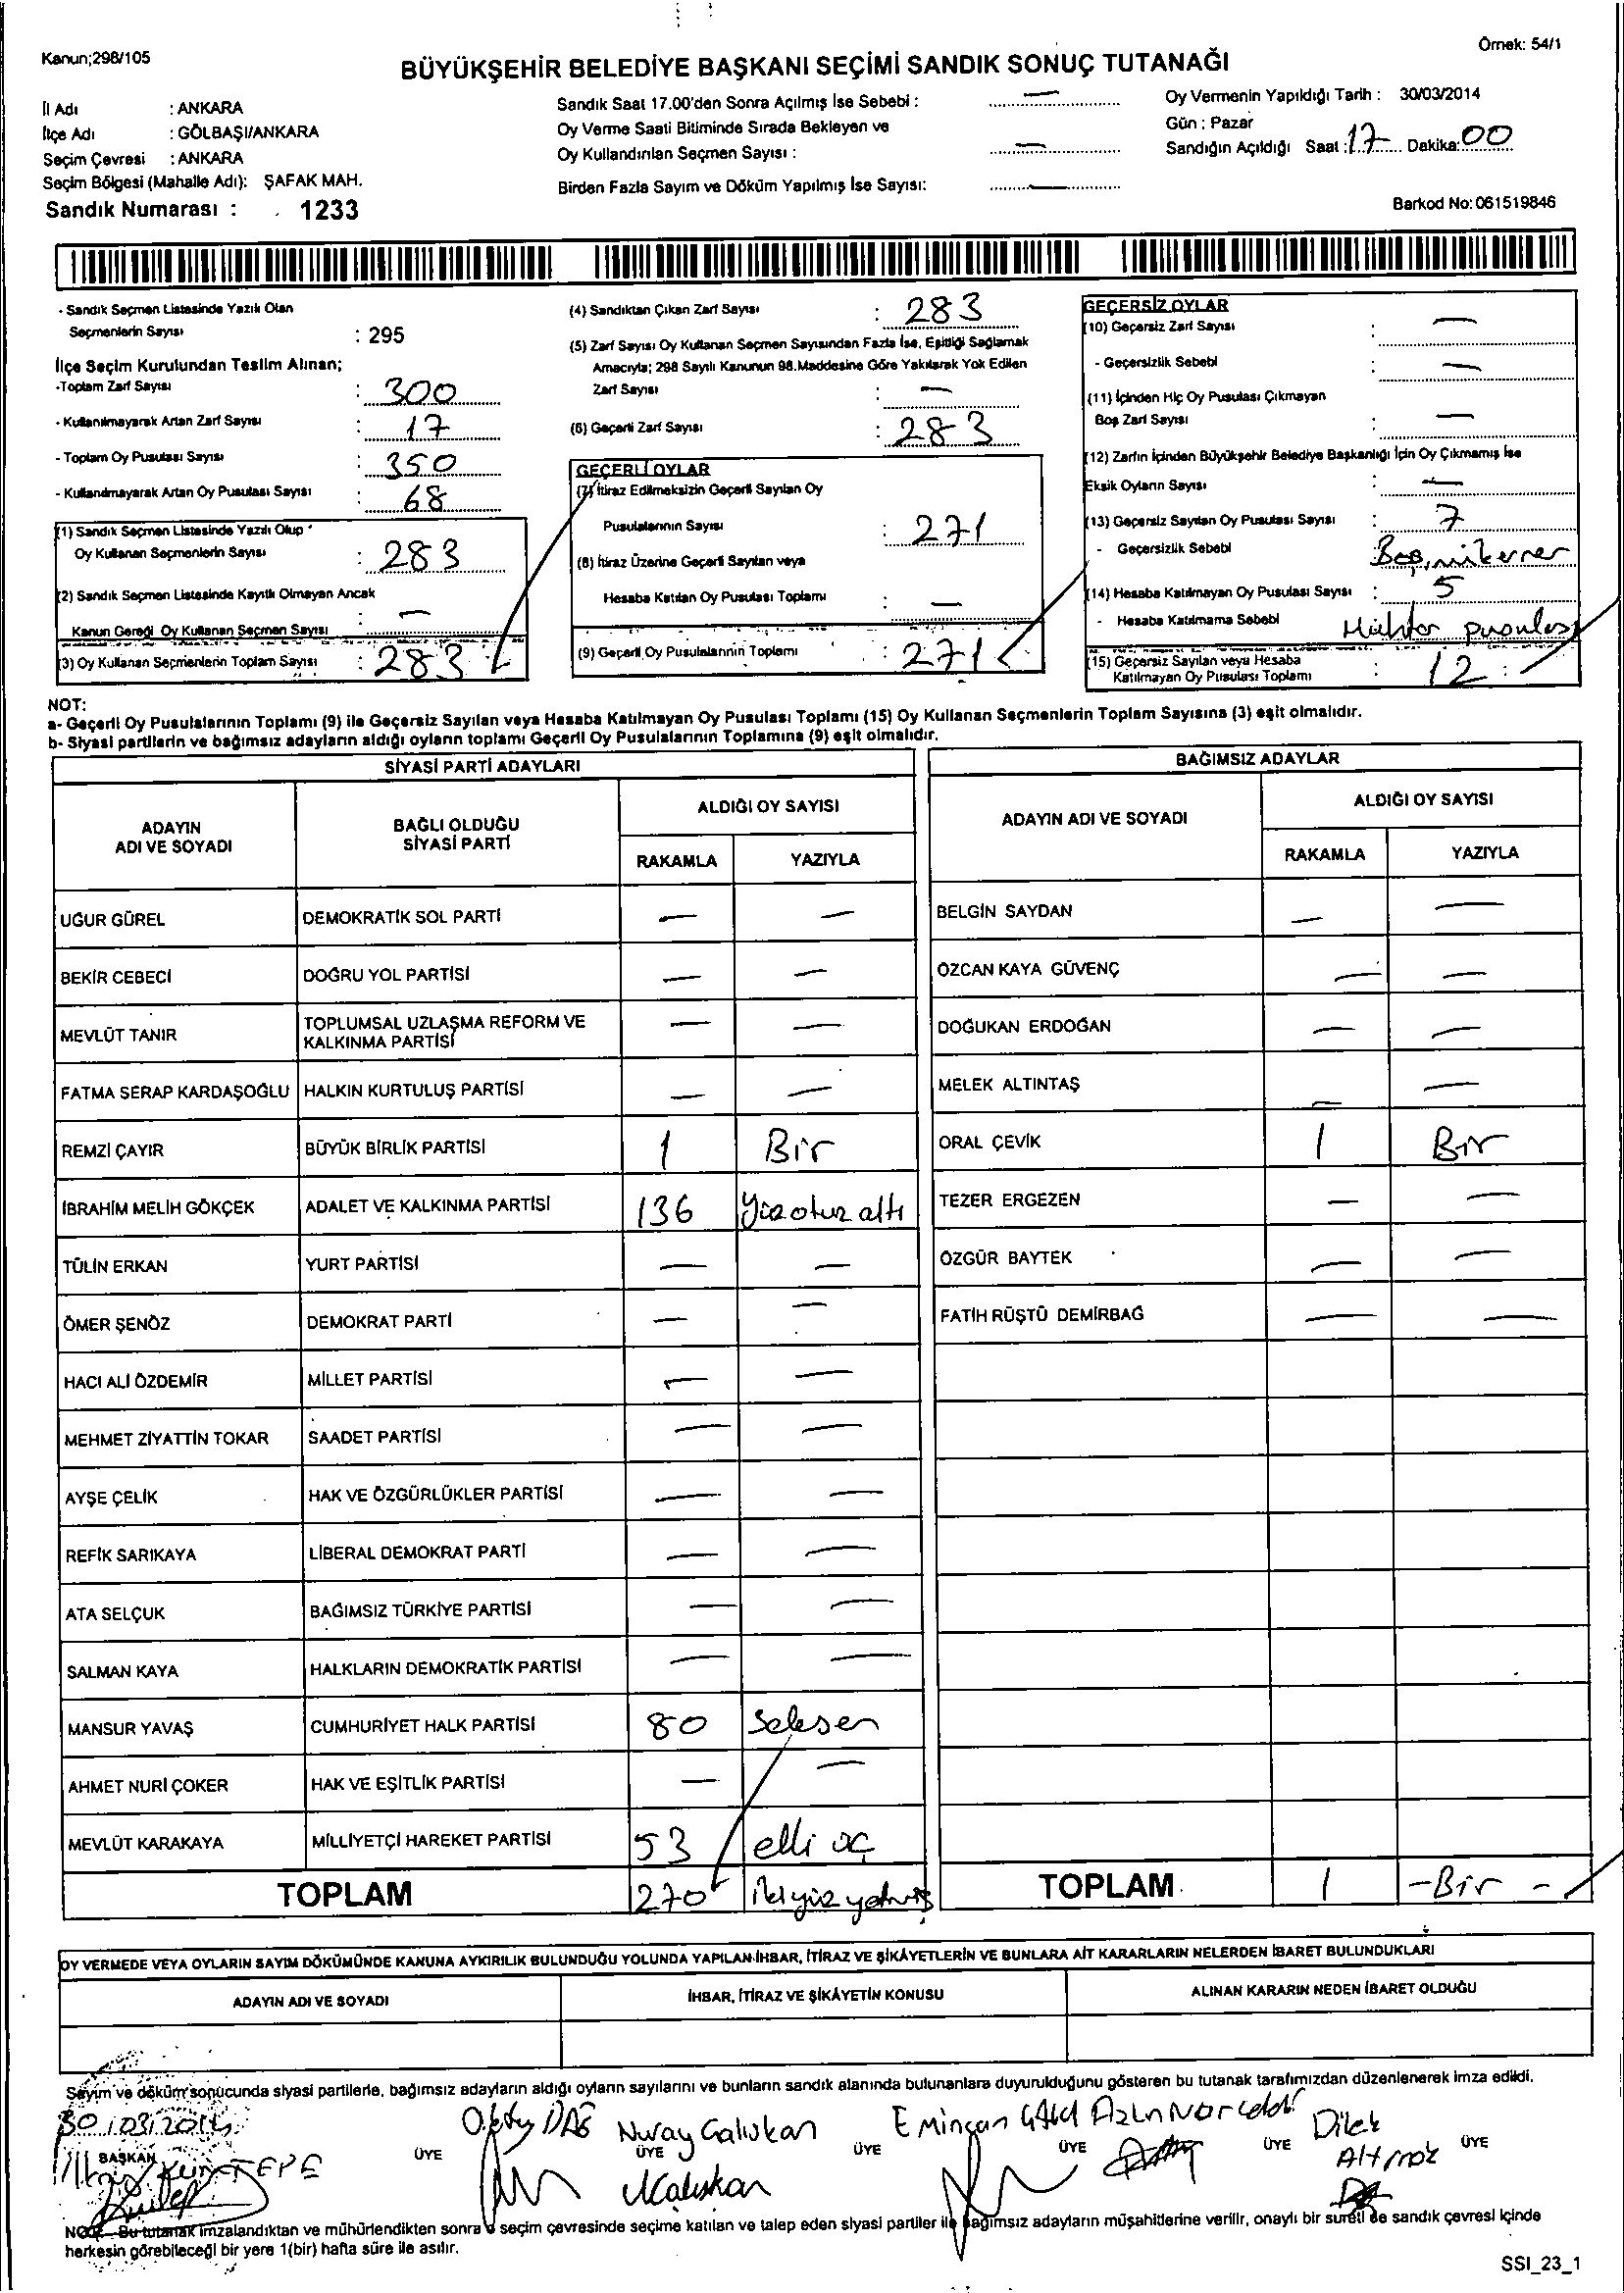 Kanun;298/105
Örnek: 54/1
BÜYÜKŞEHİR BELEDİYE BAŞKANI SEÇİMİ SANDIK SONUÇ TUTANAĞI
İl Adı : ANKARA
İlçe Adı : GÖLBAŞI/ANKARA
Seçim Çevresi : ANKARA
Seçim Bölgesi (Mahalle Adı): ŞAFAK MAH.
Sandık Numarası : 1233
Sandık Saat 17.00'den Sonra Açılmış İse Sebebi : —
Oy Verme Saati Bitiminde Sırada Bekleyen ve
Oy Kullandırılan Seçmen Sayısı : —
Birden Fazla Sayım ve Döküm Yapılmış İse Sayısı: —
Oy Vermenin Yapıldığı Tarih : 30/03/2014
Gün : Pazar
Sandığın Açıldığı Saat : 17 Dakika: 00
Barkod No: 061519846
- Sandık Seçmen Listesinde Yazılı Olan
Seçmenlerin Sayısı : 295
İlçe Seçim Kurulundan Teslim Alınan;
-Toplam Zarf Sayısı : 300
- Kullanılmayarak Artan Zarf Sayısı : 17
- Toplam Oy Pusulası Sayısı : 350
- Kullanılmayarak Artan Oy Pusulası Sayısı : 68
(1) Sandık Seçmen Listesinde Yazılı Olup
Oy Kullanan Seçmenlerin Sayısı : 283
(2) Sandık Seçmen Listesinde Kayıtlı Olmayan Ancak
Kanun Gereği Oy Kullanan Seçmen Sayısı : —
(3) Oy Kullanan Seçmenlerin Toplam Sayısı : 283
(4) Sandıktan Çıkan Zarf Sayısı : 283
(5) Zarf Sayısı Oy Kullanan Seçmen Sayısından Fazla İse, Eşitliği Sağlamak
Amacıyla; 298 Sayılı Kanunun 98.Maddesine Göre Yakılarak Yok Edilen
Zarf Sayısı : —
(6) Geçerli Zarf Sayısı : 283
GEÇERLİ OYLAR
(7) İtiraz Edilmeksizin Geçerli Sayılan Oy
Pusulalarının Sayısı : 271
(8) İtiraz Üzerine Geçerli Sayılan veya
Hesaba Katılan Oy Pusulası Toplamı : —
(9) Geçerli Oy Pusulalarının Toplamı : 271
GEÇERSİZ OYLAR
(10) Geçersiz Zarf Sayısı : —
- Geçersizlik Sebebi : —
(11) İçinden Hiç Oy Pusulası Çıkmayan
Boş Zarf Sayısı : —
(12) Zarfın İçinden Büyükşehir Belediye Başkanlığı İçin Oy Çıkmamış İse
Eksik Oyların Sayısı : —
(13) Geçersiz Sayılan Oy Pusulası Sayısı : 7
- Geçersizlik Sebebi Boş, mükerrer
(14) Hesaba Katılmayan Oy Pusulası Sayısı : 5
- Hesaba Katılmama Sebebi Muhtar pusulası
(15) Geçersiz Sayılan veya Hesaba
Katılmayan Oy Pusulası Toplamı : 12
NOT:
a- Geçerli Oy Pusulalarının Toplamı (9) ile Geçersiz Sayılan veya Hesaba Katılmayan Oy Pusulası Toplamı (15) Oy Kullanan Seçmenlerin Toplam Sayısına (3) eşit olmalıdır.
b- Siyasi partilerin ve bağımsız adayların aldığı oyların toplamı Geçerli Oy Pusulalarının Toplamına (9) eşit olmalıdır.
SİYASİ PARTİ ADAYLARI
ADAYIN ADI VE SOYADI BAĞLI OLDUĞU SİYASİ PARTİ ALDIĞI OY SAYISI
RAKAMLA YAZIYLA
UĞUR GÜREL DEMOKRATİK SOL PARTİ — —
BEKİR CEBECİ DOĞRU YOL PARTİSİ — —
MEVLÜT TANIR TOPLUMSAL UZLAŞMA REFORM VE KALKINMA PARTİSİ — —
FATMA SERAP KARDAŞOĞLU HALKIN KURTULUŞ PARTİSİ — —
REMZİ ÇAYIR BÜYÜK BİRLİK PARTİSİ 1 Bir
İBRAHİM MELİH GÖKÇEK ADALET VE KALKINMA PARTİSİ 136 Yüzotuz altı
TÜLİN ERKAN YURT PARTİSİ — —
ÖMER ŞENÖZ DEMOKRAT PARTİ — —
HACI ALİ ÖZDEMİR MİLLET PARTİSİ — —
MEHMET ZİYATTİN TOKAR SAADET PARTİSİ — —
AYŞE ÇELİK HAK VE ÖZGÜRLÜKLER PARTİSİ — —
REFİK SARIKAYA LİBERAL DEMOKRAT PARTİ — —
ATA SELÇUK BAĞIMSIZ TÜRKİYE PARTİSİ — —
SALMAN KAYA HALKLARIN DEMOKRATİK PARTİSİ — —
MANSUR YAVAŞ CUMHURİYET HALK PARTİSİ 80 Seksen
AHMET NURİ ÇOKER HAK VE EŞİTLİK PARTİSİ — —
MEVLÜT KARAKAYA MİLLİYETÇİ HAREKET PARTİSİ 53 elli üç
TOPLAM 270 ikiyüz yetmiş
BAĞIMSIZ ADAYLAR
ADAYIN ADI VE SOYADI ALDIĞI OY SAYISI
RAKAMLA YAZIYLA
BELGİN SAYDAN — —
ÖZCAN KAYA GÜVENÇ — —
DOĞUKAN ERDOĞAN — —
MELEK ALTINTAŞ — —
ORAL ÇEVİK 1 Bir
TEZER ERGEZEN — —
ÖZGÜR BAYTEK — —
FATİH RÜŞTÜ DEMİRBAĞ — —
TOPLAM 1 -Bir -
OY VERMEDE VEYA OYLARIN SAYIM DÖKÜMÜNDE KANUNA AYKIRILIK BULUNDUĞU YOLUNDA YAPILAN İHBAR, İTİRAZ VE ŞİKÂYETLERİN VE BUNLARA AİT KARARLARIN NELERDEN İBARET BULUNDUKLARI
ADAYIN ADI VE SOYADI İHBAR, İTİRAZ VE ŞİKÂYETİN KONUSU ALINAN KARARIN NEDEN İBARET OLDUĞU
Sayım ve döküm sonucunda siyasi partilerle, bağımsız adayların aldığı oyların sayılarını ve bunların sandık alanında bulunanlara duyurulduğunu gösteren bu tutanak tarafımızdan düzenlenerek imza edildi.
30/03/2014
Oktay DAĞ Nuray Çalışkan Emincan Dilek
BAŞKAN ÜYE ÜYE ÜYE ÜYE ÜYE ÜYE
NOT: Bu tutanak imzalandıktan ve mühürlendikten sonra o seçim çevresinde seçime katılan ve talep eden siyasi partiler ile bağımsız adayların müşahitlerine verilir, onaylı bir sureti de sandık çevresi içinde
herkesin görebileceği bir yere 1(bir) hafta süre ile asılır.
SSI_23_1